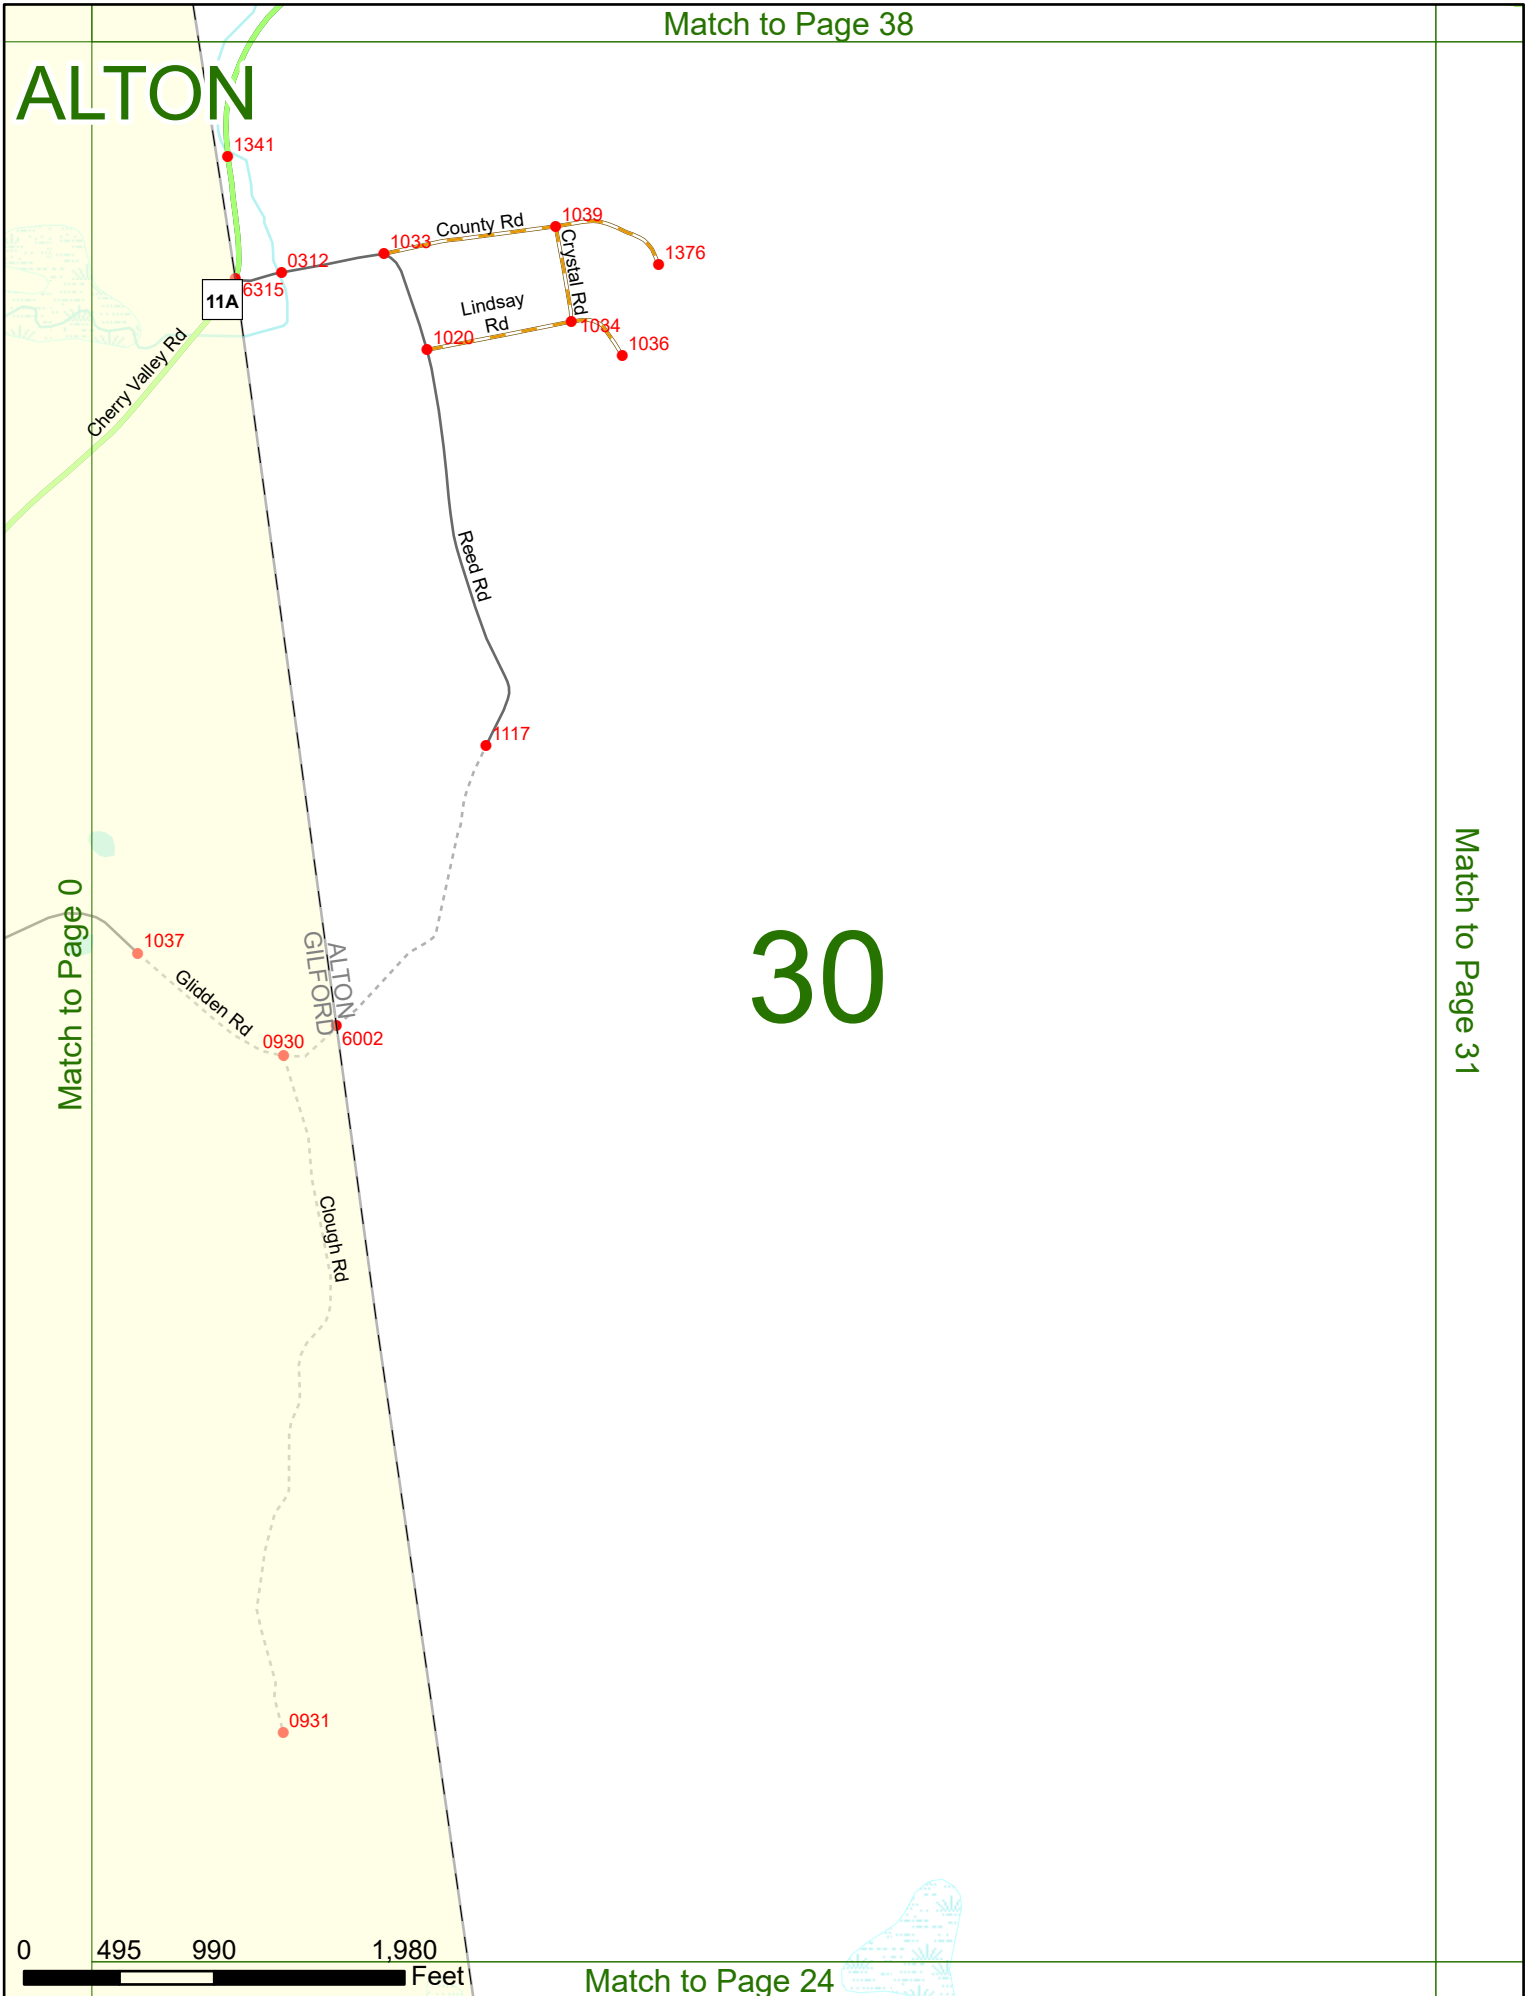 Match to Page 38
ALTON
1341
County Rd
1039
1033
Crystal Rd
1376
0312
6315
11A
Lindsay
Rd
1034
1020
1036
Cherry Valley Rd
Reed Rd
1117
Match to Page 0
Match to Page 31
1037
Glidden Rd
ALTON
GILFORD
30
0930
6002
Clough Rd
0931
0 495 990 1,980
Feet
Match to Page 24